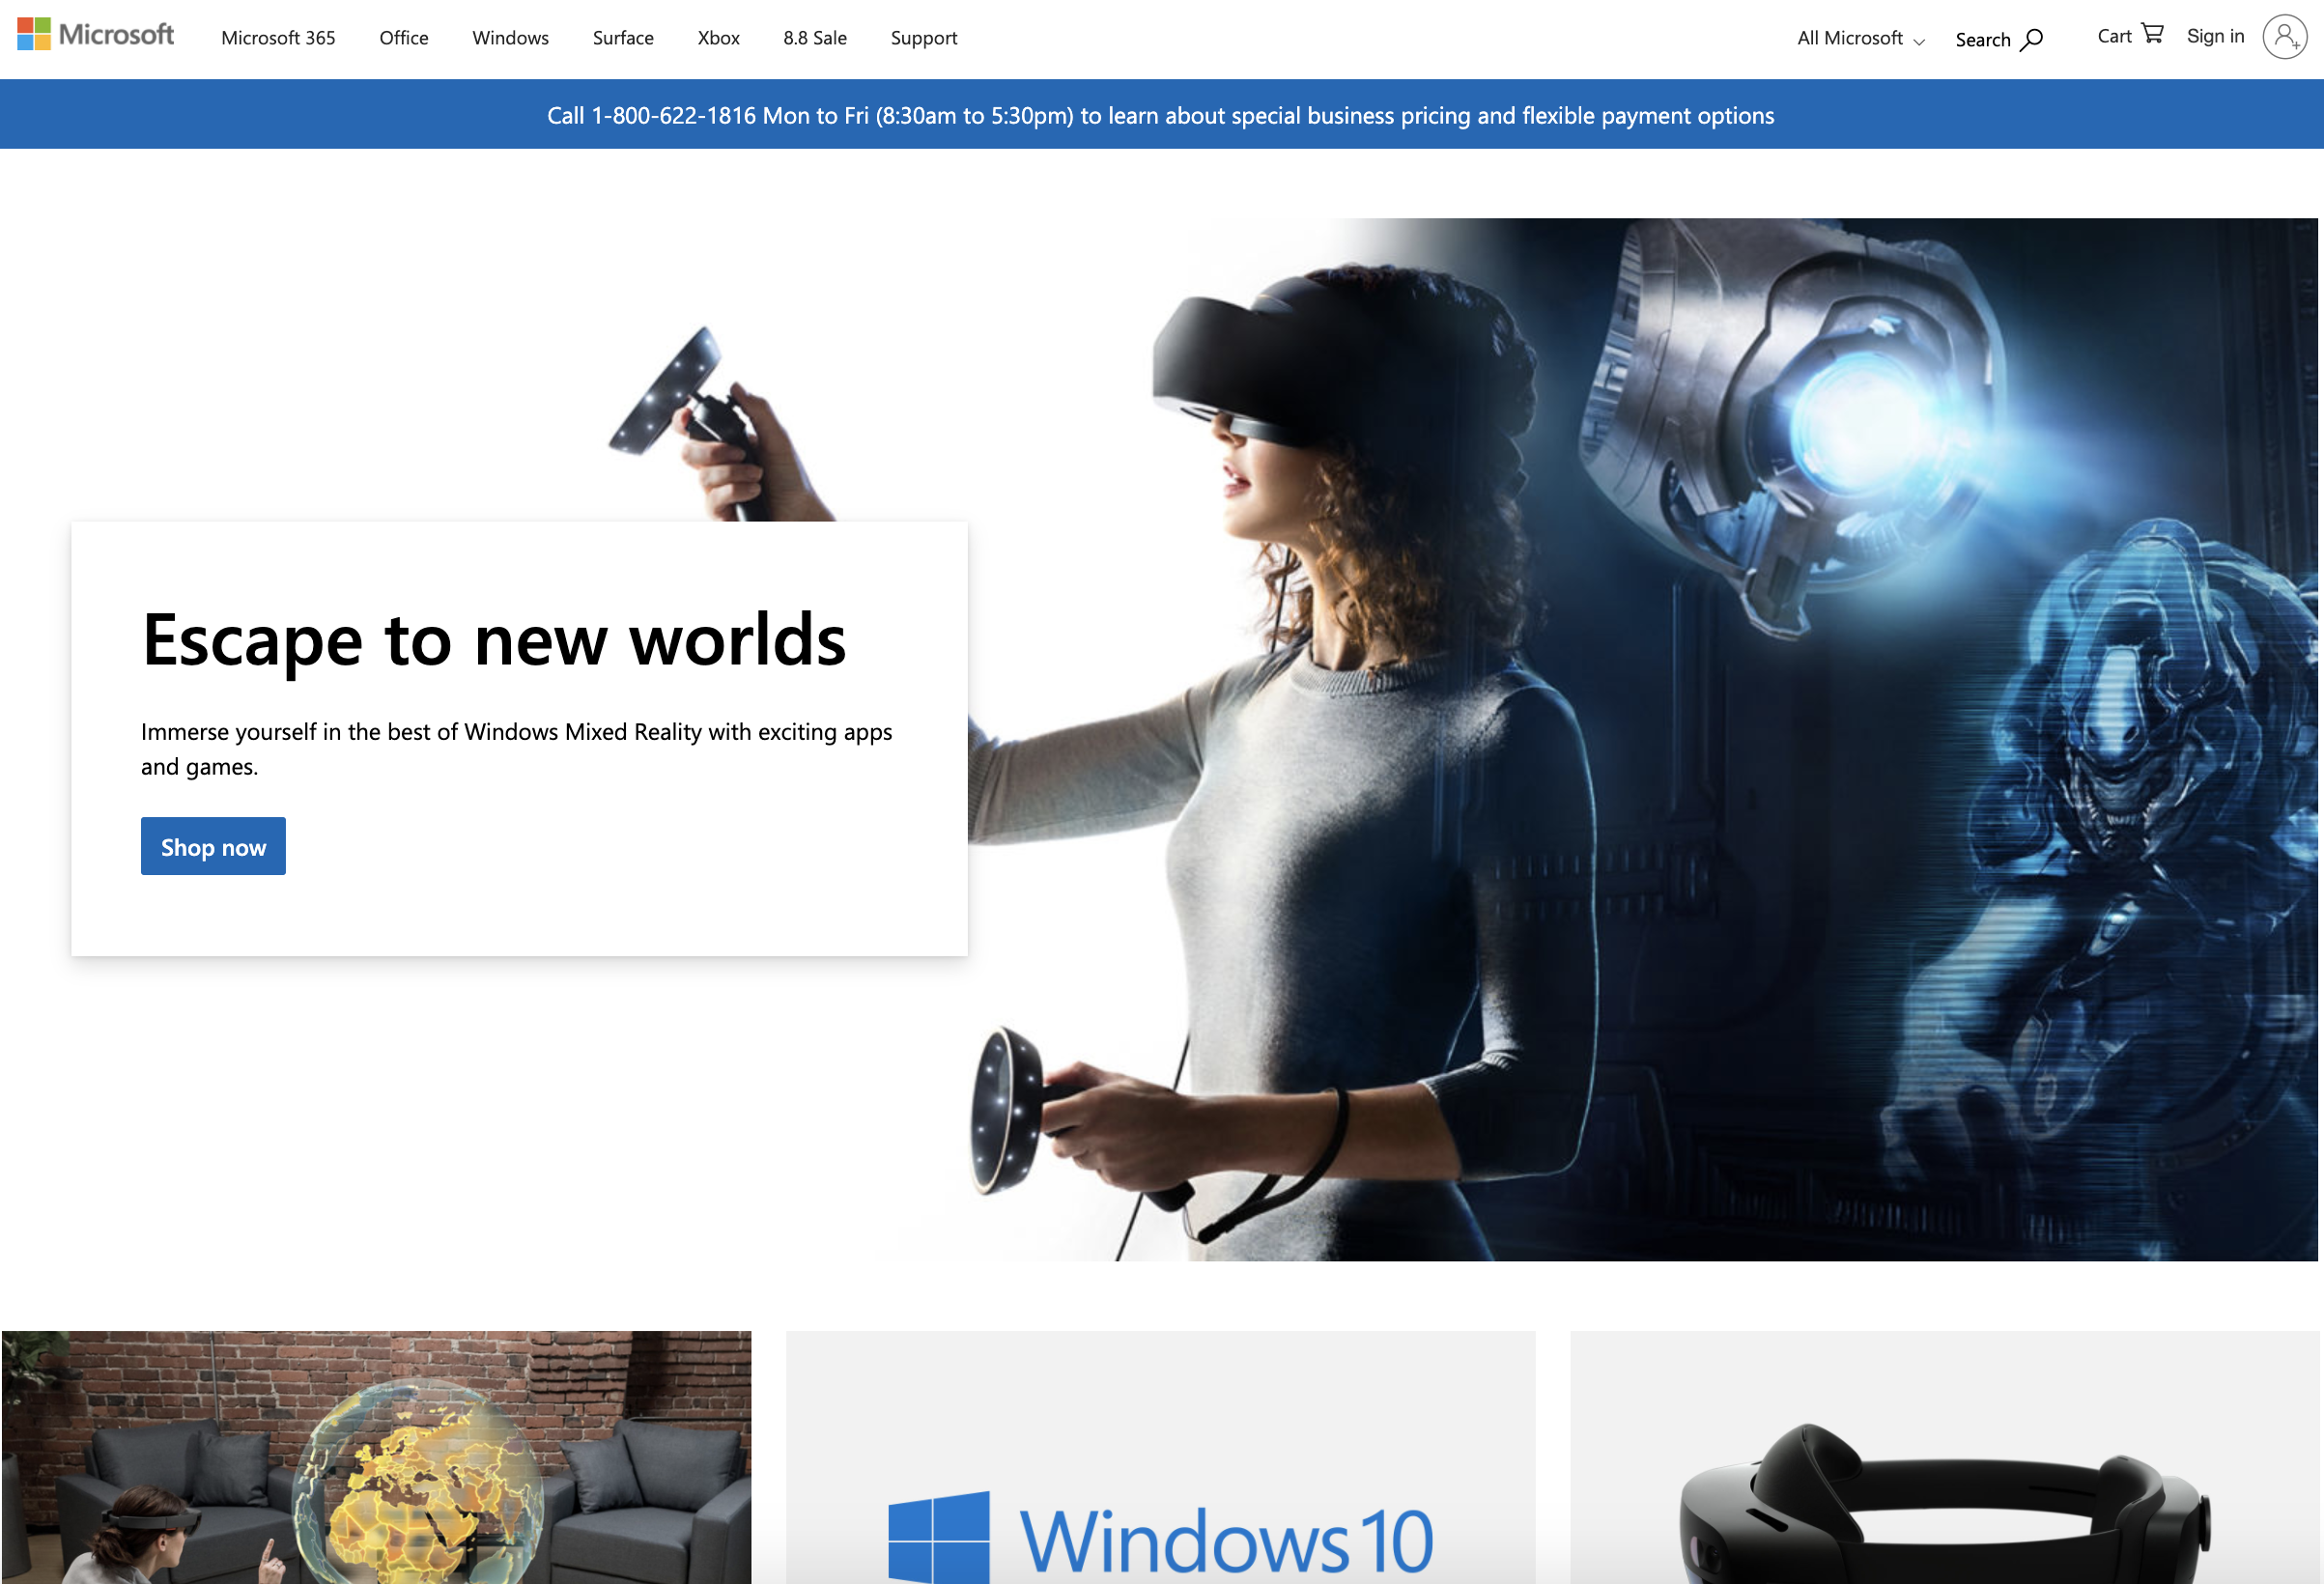 Microsoft
Microsoft 365
Office
Windows
Surface
Xbox
8.8 Sale
Support
All Microsoft
Search
Cart
Sign in
Call 1-800-622-1816 Mon to Fri (8:30am to 5:30pm) to learn about special business pricing and flexible payment options
Escape to new worlds
Immerse yourself in the best of Windows Mixed Reality with exciting apps
and games.
Shop now
Windows 10